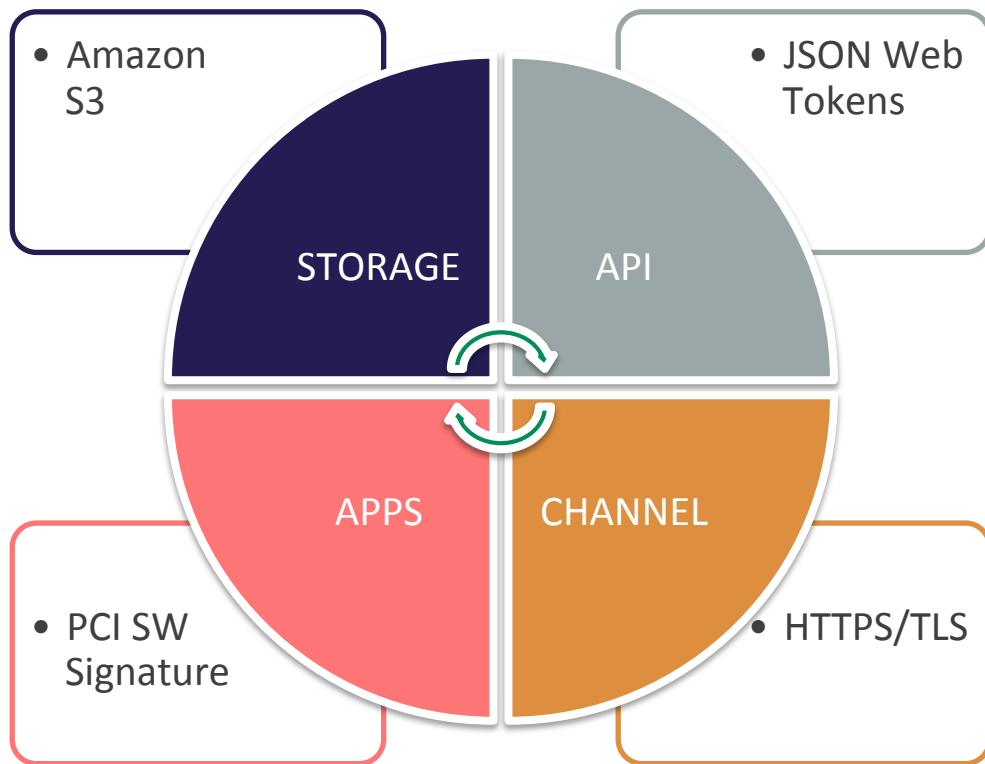 • Amazon
S3
• JSON Web
Tokens
STORAGE
API
APPS
CHANNEL
• PCI SW
Signature
• HTTPS/TLS